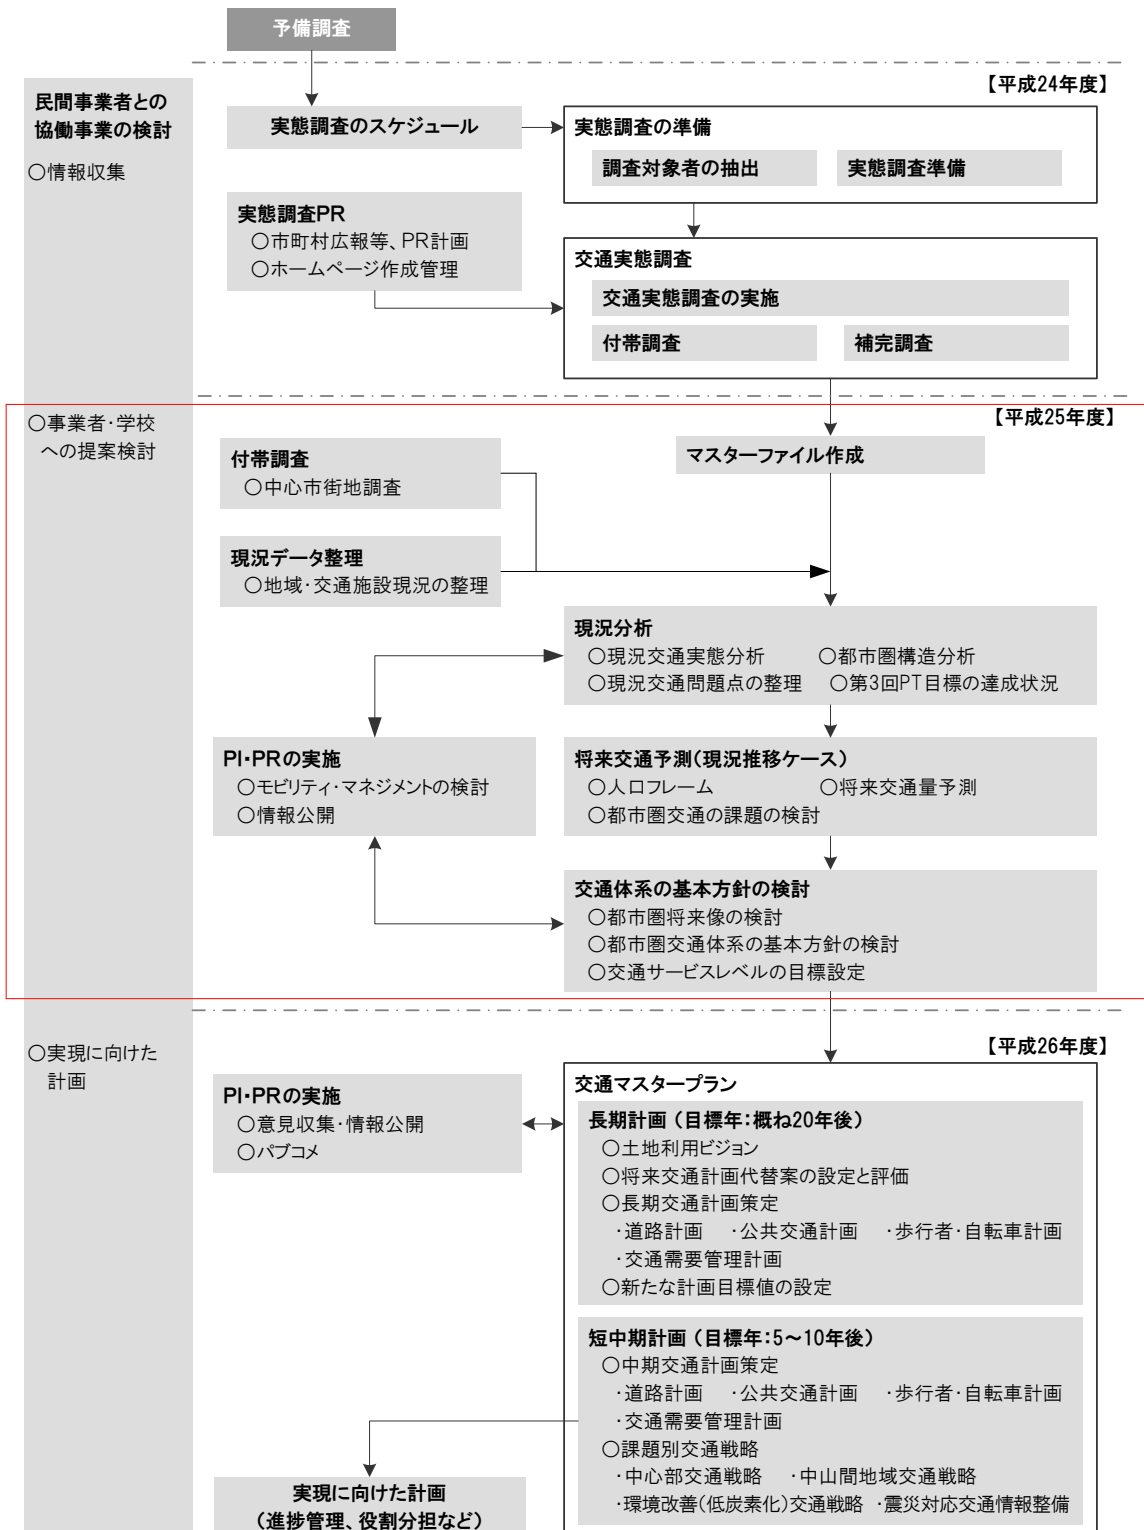 予備調査
【平成24年度】
民間事業者との
協働事業の検討
○情報収集
実態調査のスケジュール
実態調査の準備
調査対象者の抽出
実態調査準備
実態調査PR
○市町村広報等、PR計画
○ホームページ作成管理
交通実態調査
交通実態調査の実施
付帯調査
補完調査
【平成25年度】
○事業者・学校
への提案検討
マスターファイル作成
付帯調査
○中心市街地調査
現況データ整理
○地域・交通施設現況の整理
現況分析
○現況交通実態分析 ○都市圏構造分析
○現況交通問題点の整理 ○第3回PT目標の達成状況
PI・PRの実施
○モビリティ・マネジメントの検討
○情報公開
将来交通予測(現況推移ケース)
○人口フレーム ○将来交通量予測
○都市圏交通の課題の検討
交通体系の基本方針の検討
○都市圏将来像の検討
○都市圏交通体系の基本方針の検討
○交通サービスレベルの目標設定
【平成26年度】
○実現に向けた
計画
PI・PRの実施
○意見収集・情報公開
○パブコメ
交通マスタープラン
長期計画(目標年:概ね20年後)
○土地利用ビジョン
○将来交通計画代替案の設定と評価
○長期交通計画策定
・道路計画 ・公共交通計画 ・歩行者・自転車計画
・交通需要管理計画
○新たな計画目標値の設定
短中期計画(目標年:5~10年後)
○中期交通計画策定
・道路計画 ・公共交通計画 ・歩行者・自転車計画
・交通需要管理計画
○課題別交通戦略
・中心部交通戦略 ・中山間地域交通戦略
・環境改善(低炭素化)交通戦略 ・震災対応交通情報整備
実現に向けた計画
(進捗管理、役割分担など)